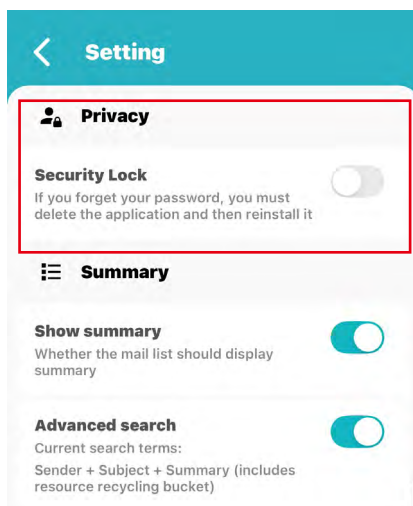 Setting
Privacy
Security Lock
If you forget your password, you must
delete the application and then reinstall it
Summary
Show summary
Whether the mail list should display
summary
Advanced search
Current search terms:
Sender + Subject + Summary (includes
resource recycling bucket)